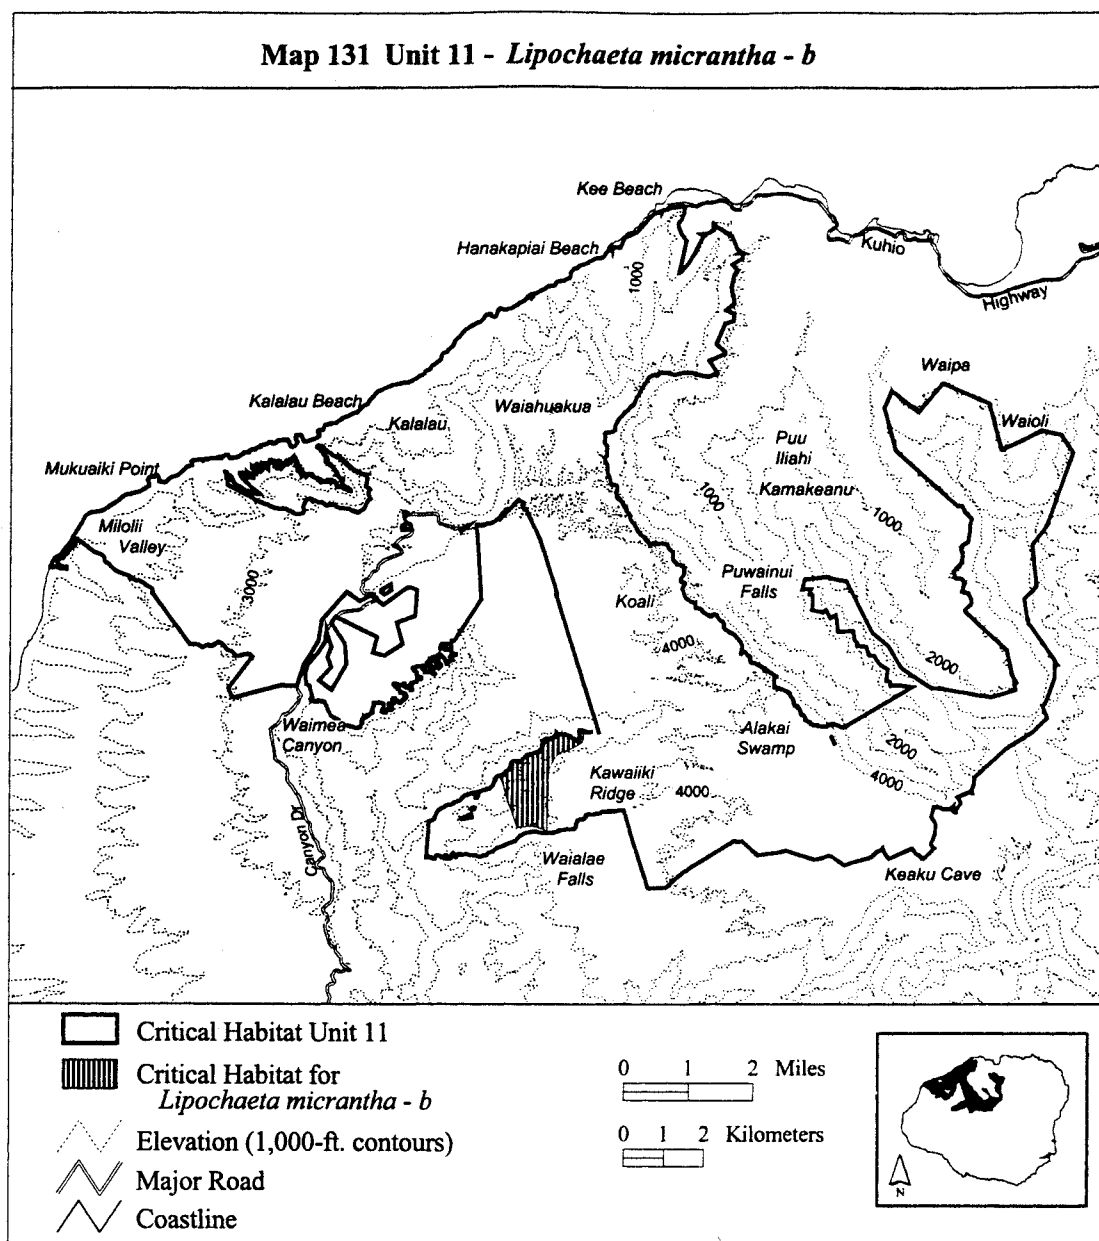 Map 131 Unit 11 - Lipochaeta micrantha - b
Kee Beach
Hanakapiai Beach
Kuhio
Highway
1000
Waipa
Waioli
Kalalau Beach
Kalalau
Waiahuakua
Puu
Iliahi
Kamakeanu
Mukuaiki Point
1000
1000
Milolii
Valley
3000
Puwainui
Falls
Koali
4000
2000
Waimea
Canyon
Alakai
Swamp
2000
4000
Kawaiiki
Ridge
4000
Canyon Dr
Waialae
Falls
Keaku Cave
Critical Habitat Unit 11
Critical Habitat for
Lipochaeta micrantha - b
Elevation (1,000-ft. contours)
Major Road
Coastline
0 1 2 Miles
0 1 2 Kilometers
N